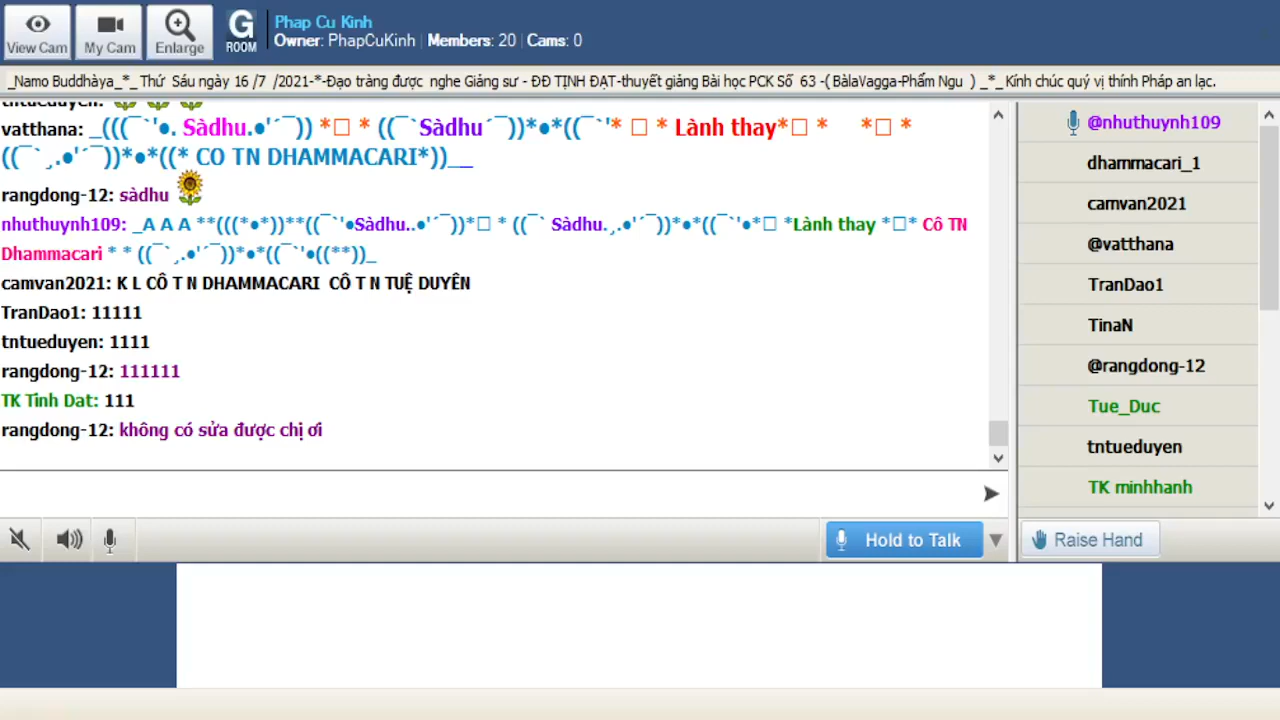 View Cam
My Cam
Enlarge
G
ROOM
Phap Cu Kinh
Owner: PhapCuKinh | Members: 20 | Cams: 0
_Namo Buddhàya_*_ Thứ Sáu ngày 16 /7 /2021-*-Đạo tràng được nghe Giảng sư - ĐĐ TỊNH ĐẠT-thuyết giảng Bài học PCK Số 63 -( BàlaVagga-Phẩm Ngu ) _*_ Kính chúc quý vị thính Pháp an lạc.
tntueduyen:
vatthana: _(((¯`'●. Sàdhu.●'´¯)) *□ * ((¯`Sàdhu´¯))*●*((¯`'* □ * Lành thay*□ * *□ *
((¯`¸.●'´¯))*●*((* CO TN DHAMMACARI*))__
rangdong-12: sàdhu
nhuthuynh109: _A A A **(((*●*))**((¯`'●Sàdhu..●'´¯))*□ * ((¯` Sàdhu.¸.●'´¯))*●*((¯`'●*□ *Lành thay *□* Cô TN
Dhammacari * * ((¯`¸.●'´¯))*●*((¯`'●((**))_
camvan2021: K L CÔ T N DHAMMACARI CÔ T N TUỆ DUYÊN
TranDao1: 11111
tntueduyen: 1111
rangdong-12: 111111
TK Tinh Dat: 111
rangdong-12: không có sửa được chị ơi
@nhuthuynh109
dhammacari_1
camvan2021
@vatthana
TranDao1
TinaN
@rangdong-12
Tue_Duc
tntueduyen
TK minhhanh
Hold to Talk
Raise Hand